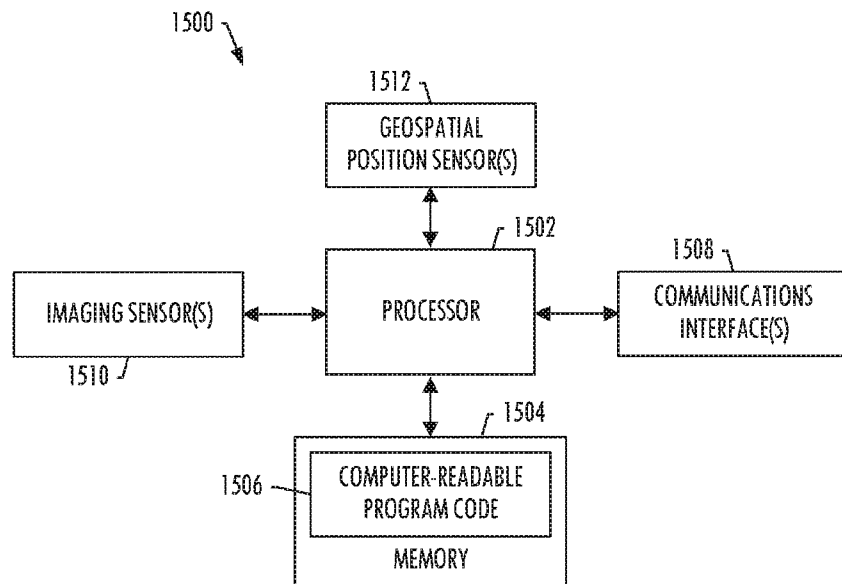 1500
1512
GEOSPATIAL
POSITION SENSOR(S)
1502
PROCESSOR
IMAGING SENSOR(S)
1510
1508
COMMUNICATIONS
INTERFACE(S)
1504
1506
COMPUTER-READABLE
PROGRAM CODE
MEMORY